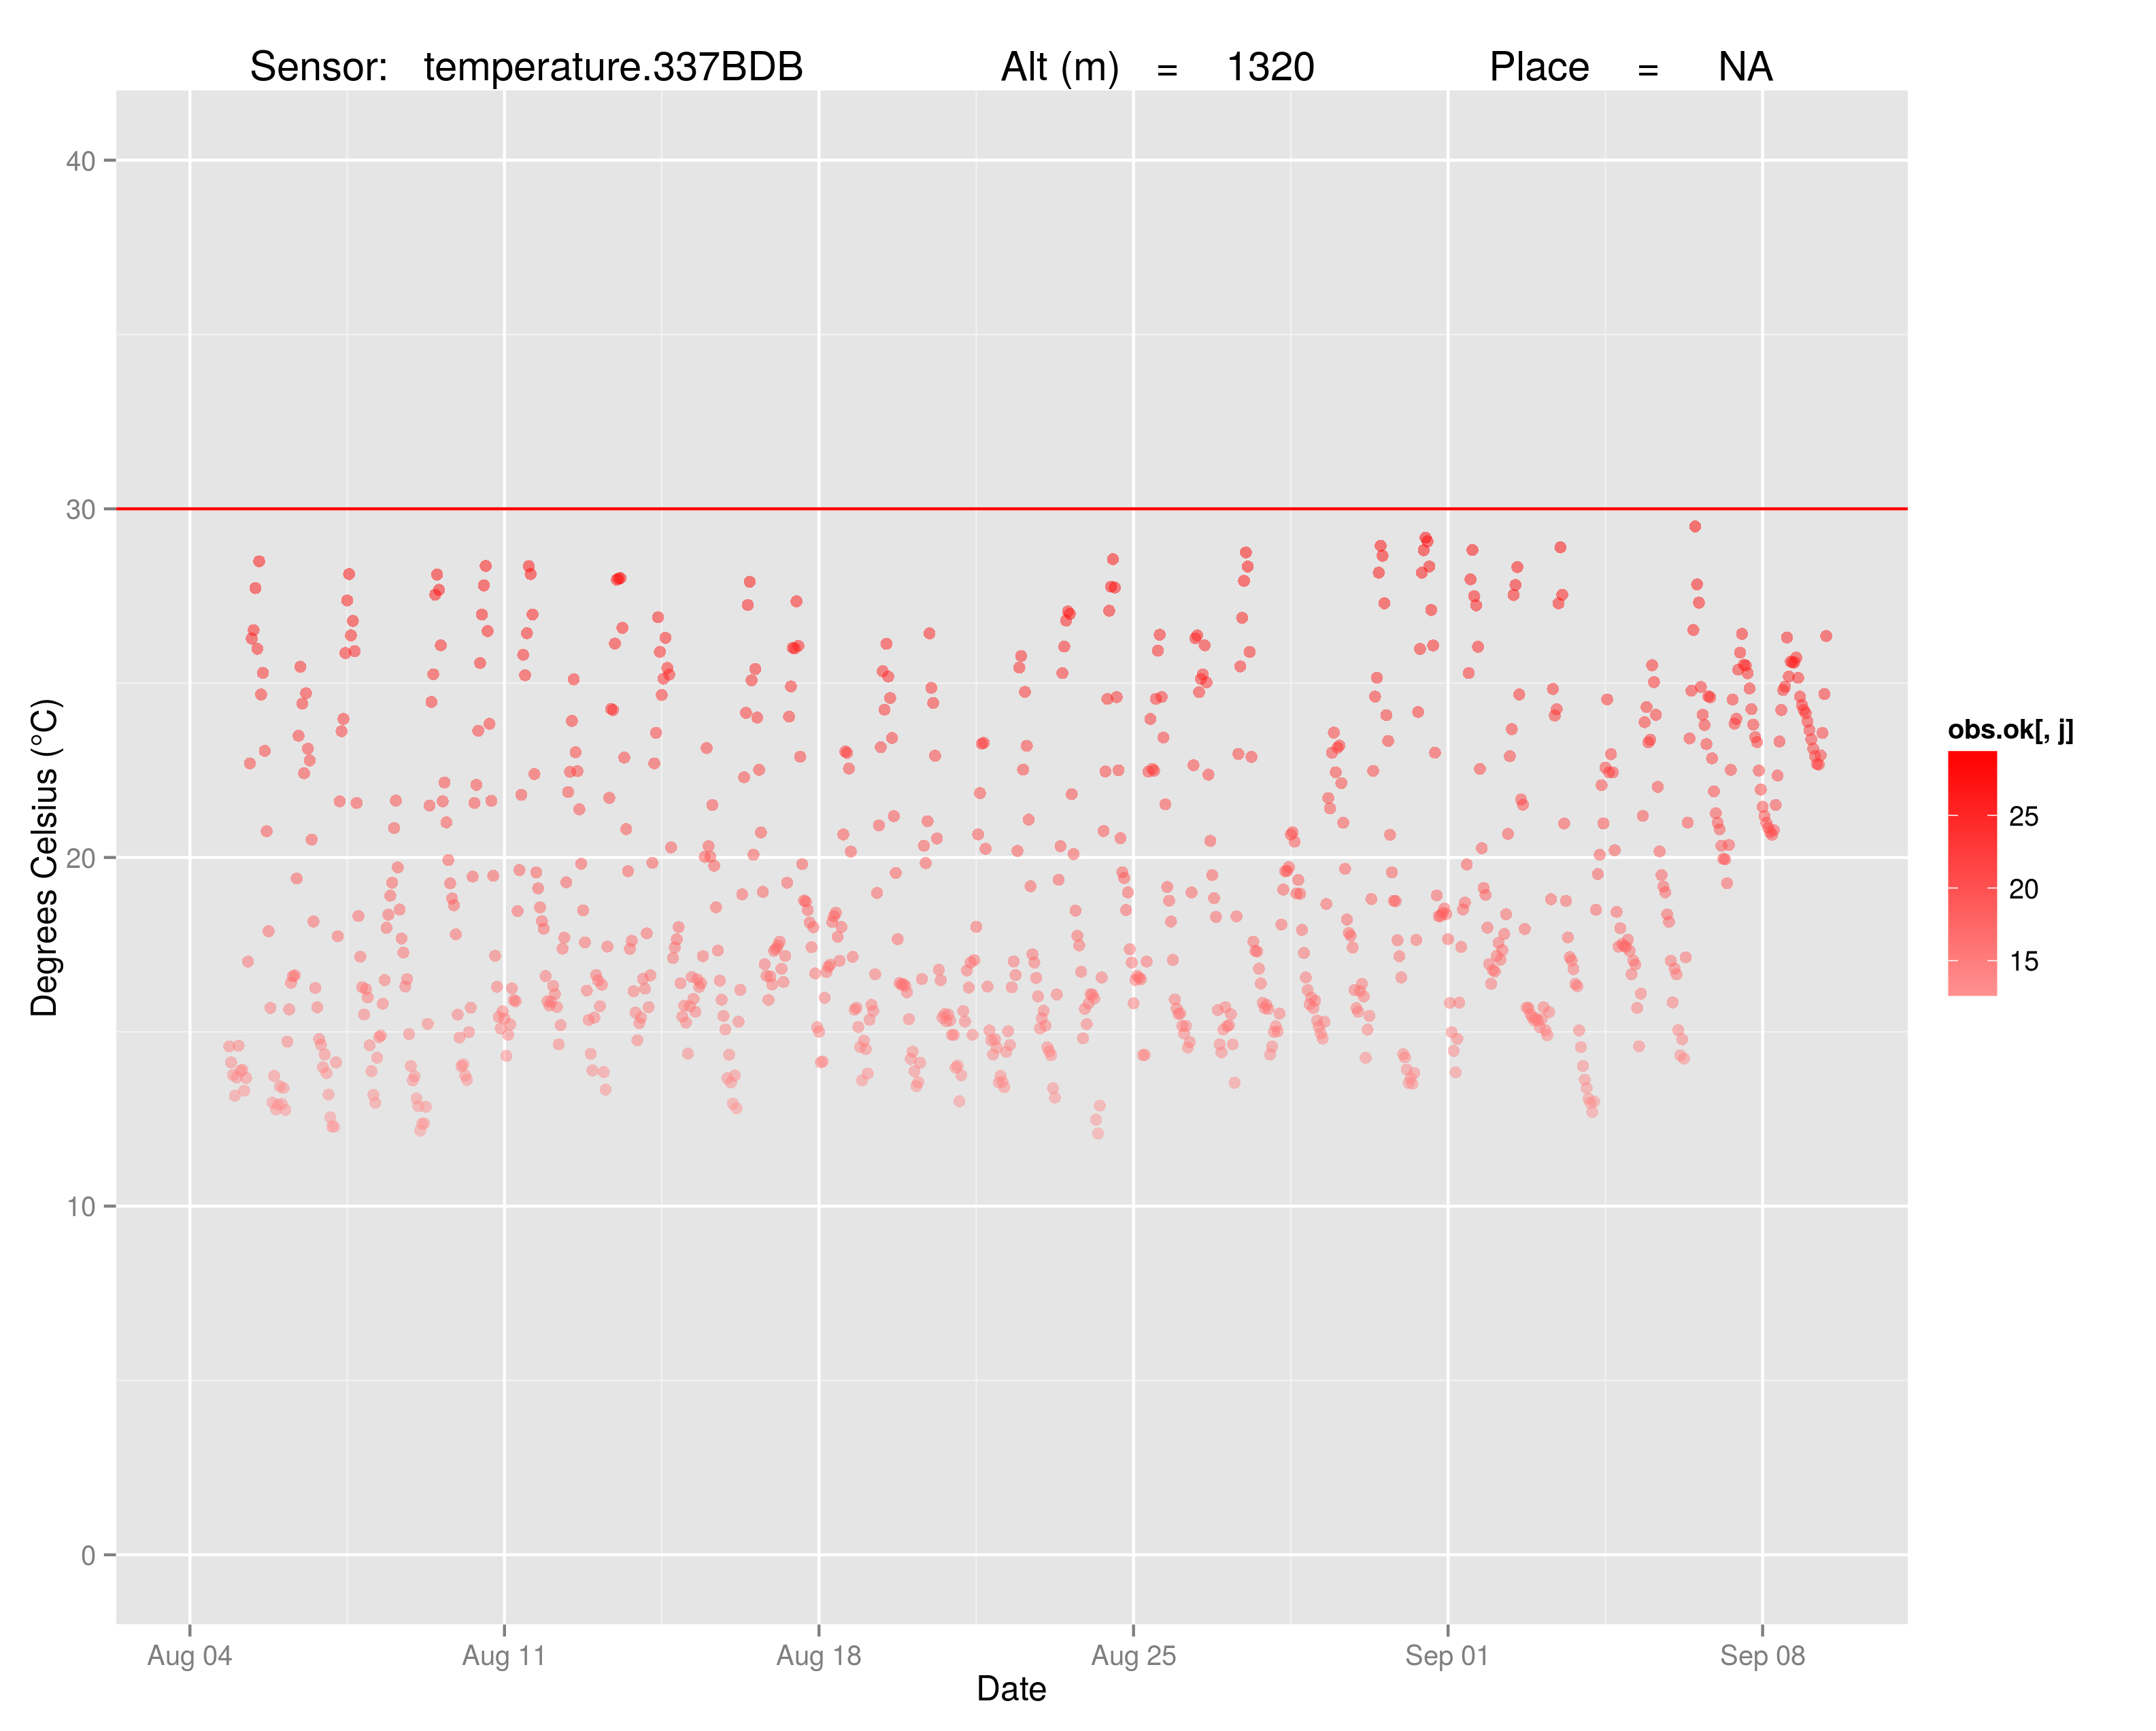 Sensor: temperature.337BDB Alt (m) = 1320 Place = NA
40
30
20
10
0
Degrees Celsius (°C)
Aug 04 Aug 11 Aug 18 Aug 25 Sep 01 Sep 08
Date
obs.ok[, j]
25
20
15